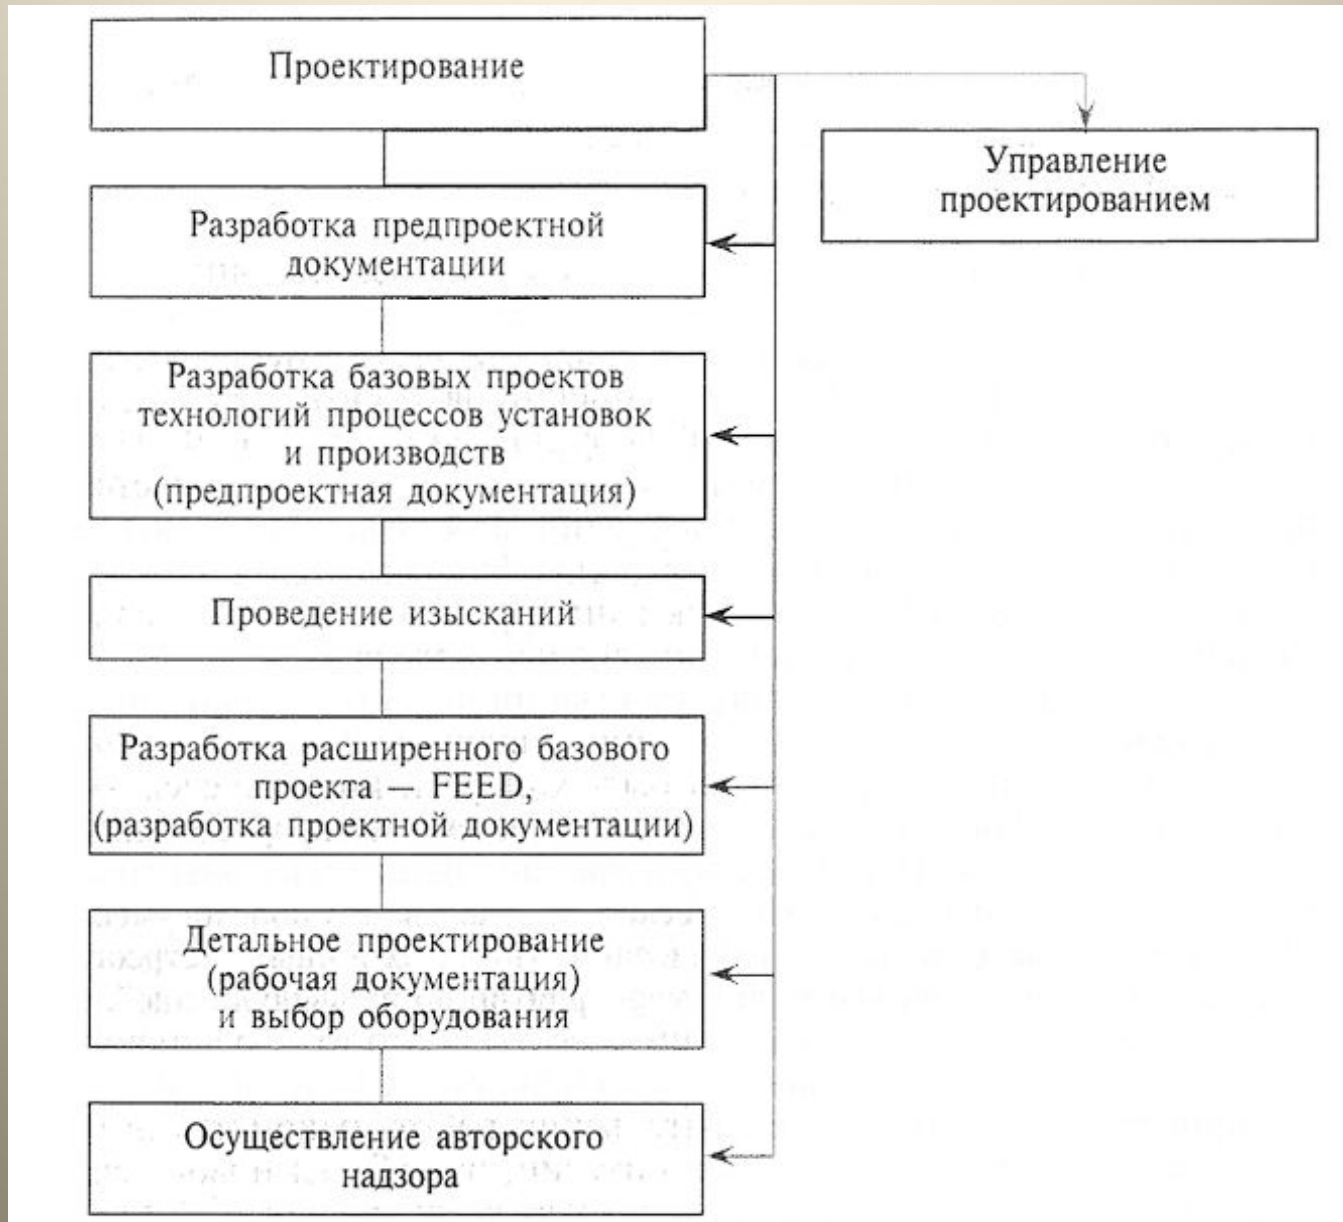 Проектирование
Управление
проектированием
Разработка предпроектной
документации
Разработка базовых проектов
технологий процессов установок
и производств
(предпроектная документация)
Проведение изысканий
Разработка расширенного базового
проекта — FEED,
(разработка проектной документации)
Детальное проектирование
(рабочая документация)
и выбор оборудования
Осуществление авторского
надзора